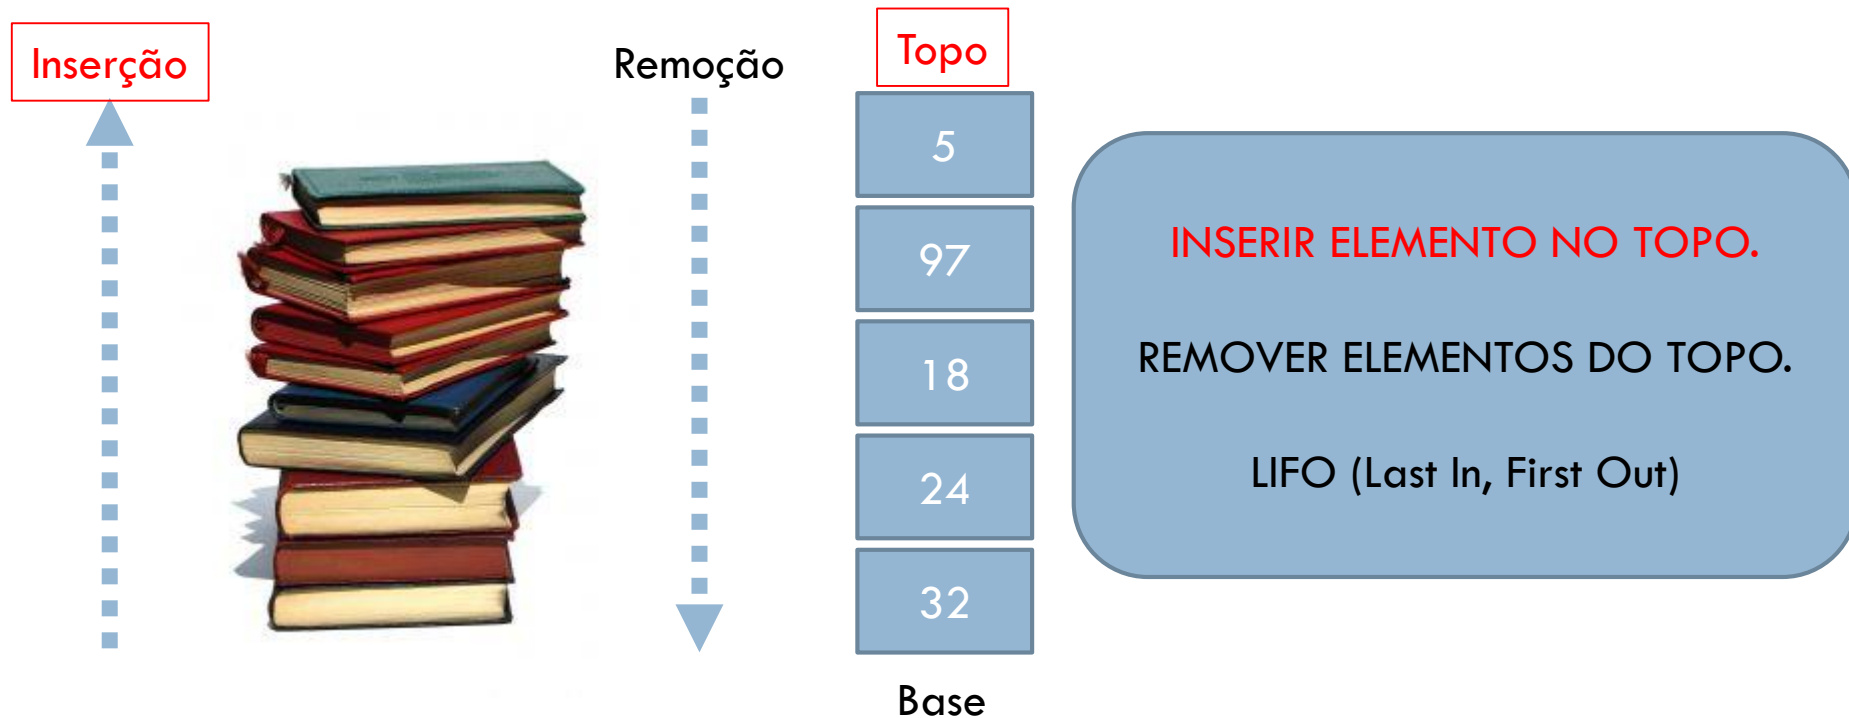 Inserção
Remoção
Topo
5
97
18
24
32
Base
INSERIR ELEMENTO NO TOPO.
REMOVER ELEMENTOS DO TOPO.
LIFO (Last In, First Out)